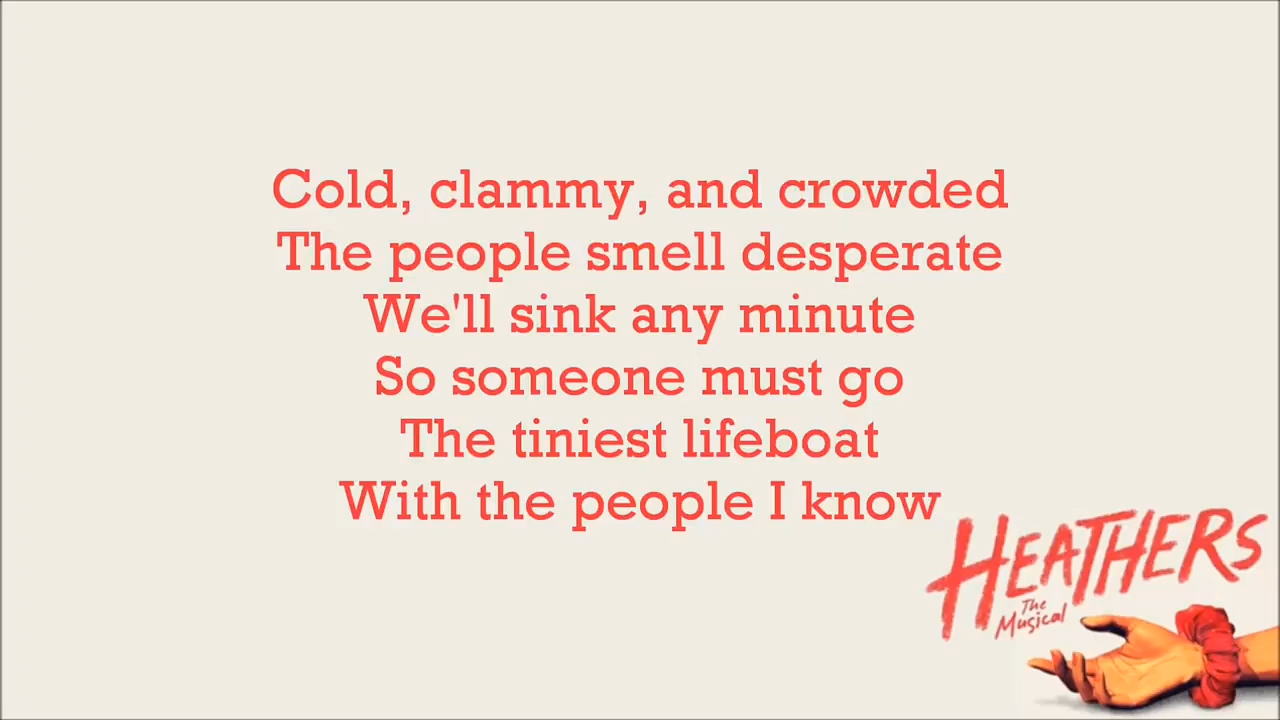 Cold, clammy, and crowded
The people smell desperate
We'll sink any minute
So someone must go
The tiniest lifeboat
With the people I know
HEATHERS
The
Musical